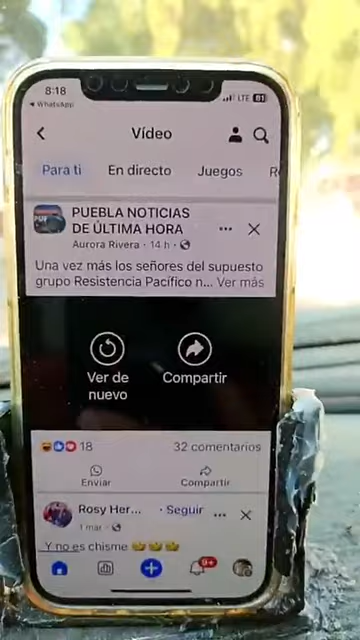 8:18
LTE 61
WhatsApp
Vídeo
Para ti
En directo
Juegos
PUEBLA NOTICIAS
DE ÚLTIMA HORA
Aurora Rivera · 14 h ·
Una vez más los señores del supuesto
grupo Resistencia Pacífico n... Ver más
Ver de
nuevo
Compartir
18
32 comentarios
Enviar
Compartir
Rosy Her... · Seguir
1 mar ·
Y no es chisme 👑👑👑
9+